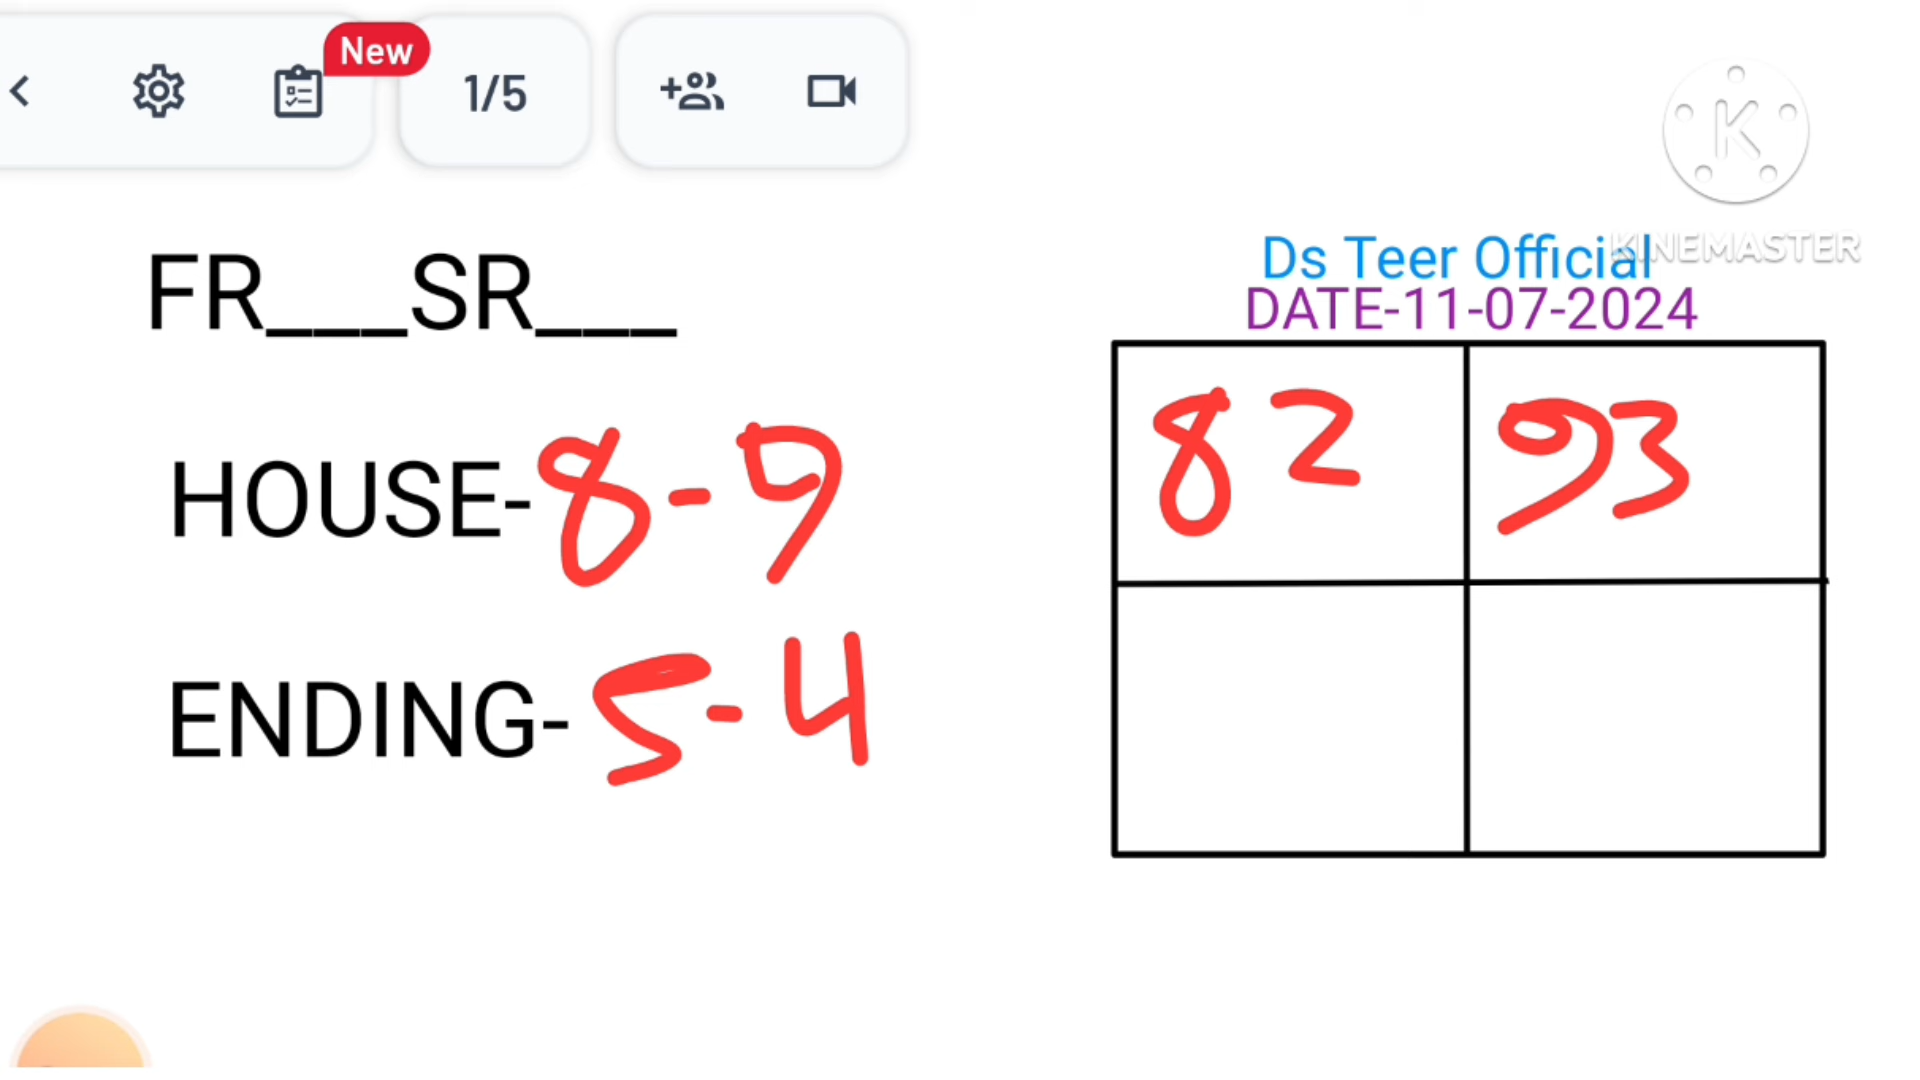 New
1/5
K
KINEMASTER
Ds Teer Official
DATE-11-07-2024
FR___SR___
HOUSE-8-9
ENDING-5-4
82 93